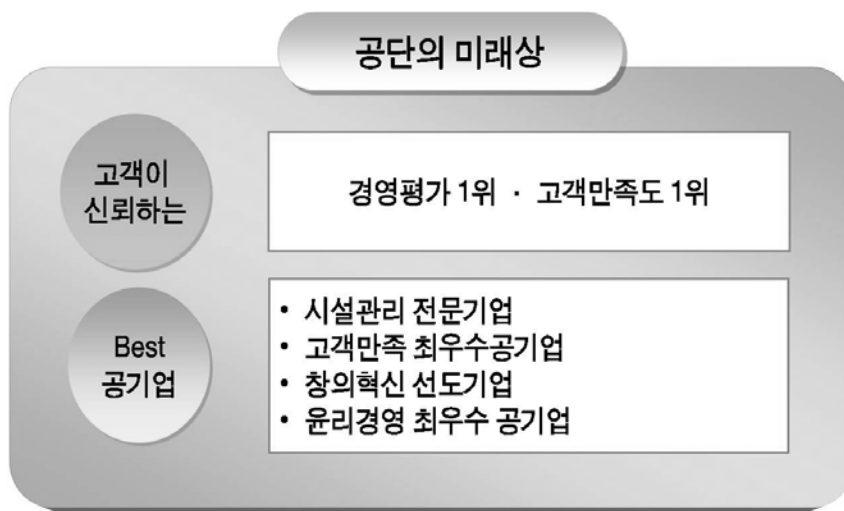 공단의 미래상
고객이
신뢰하는
경영평가 1위 · 고객만족도 1위
Best
공기업
• 시설관리 전문기업
• 고객만족 최우수공기업
• 창의혁신 선도기업
• 윤리경영 최우수 공기업